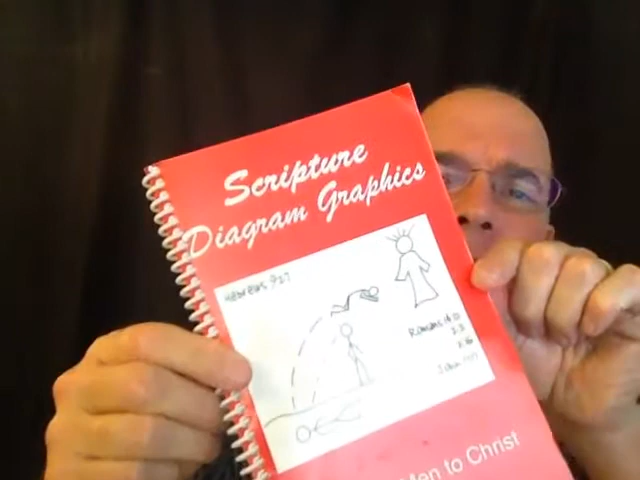 Scripture
Diagram Graphics
Hebrews 9:27
Romans
Men to Christ